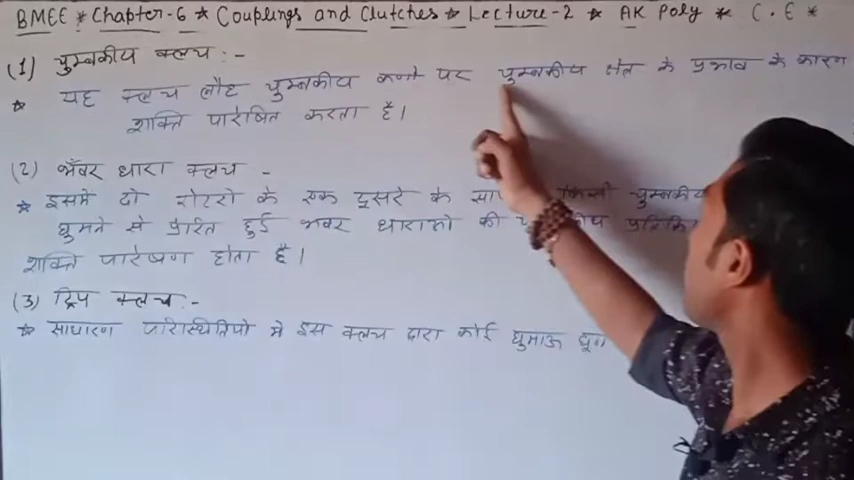 BMEE * Chapter-6 * Couplings and Clutches * Lecture-2 * AK Poly * C.E *
(1) चुम्बकीय क्लच :-
* यह क्लच लौह चुम्बकीय कणों पर चुम्बकीय क्षेत्र के प्रभाव के कारण
शक्ति पारेषित करता है।
(2) भँवर धारा क्लच -
* इसमें दो रोटरों के एक दूसरे के किसी चुम्बकीय
घुमने से प्रेरित हुई भंवर धाराओं की
शक्ति पारेषण होता है।
(3) ट्रिप क्लच :-
* साधारण परिस्थितियो मे इस क्लच द्वारा कोई घुमाऊ